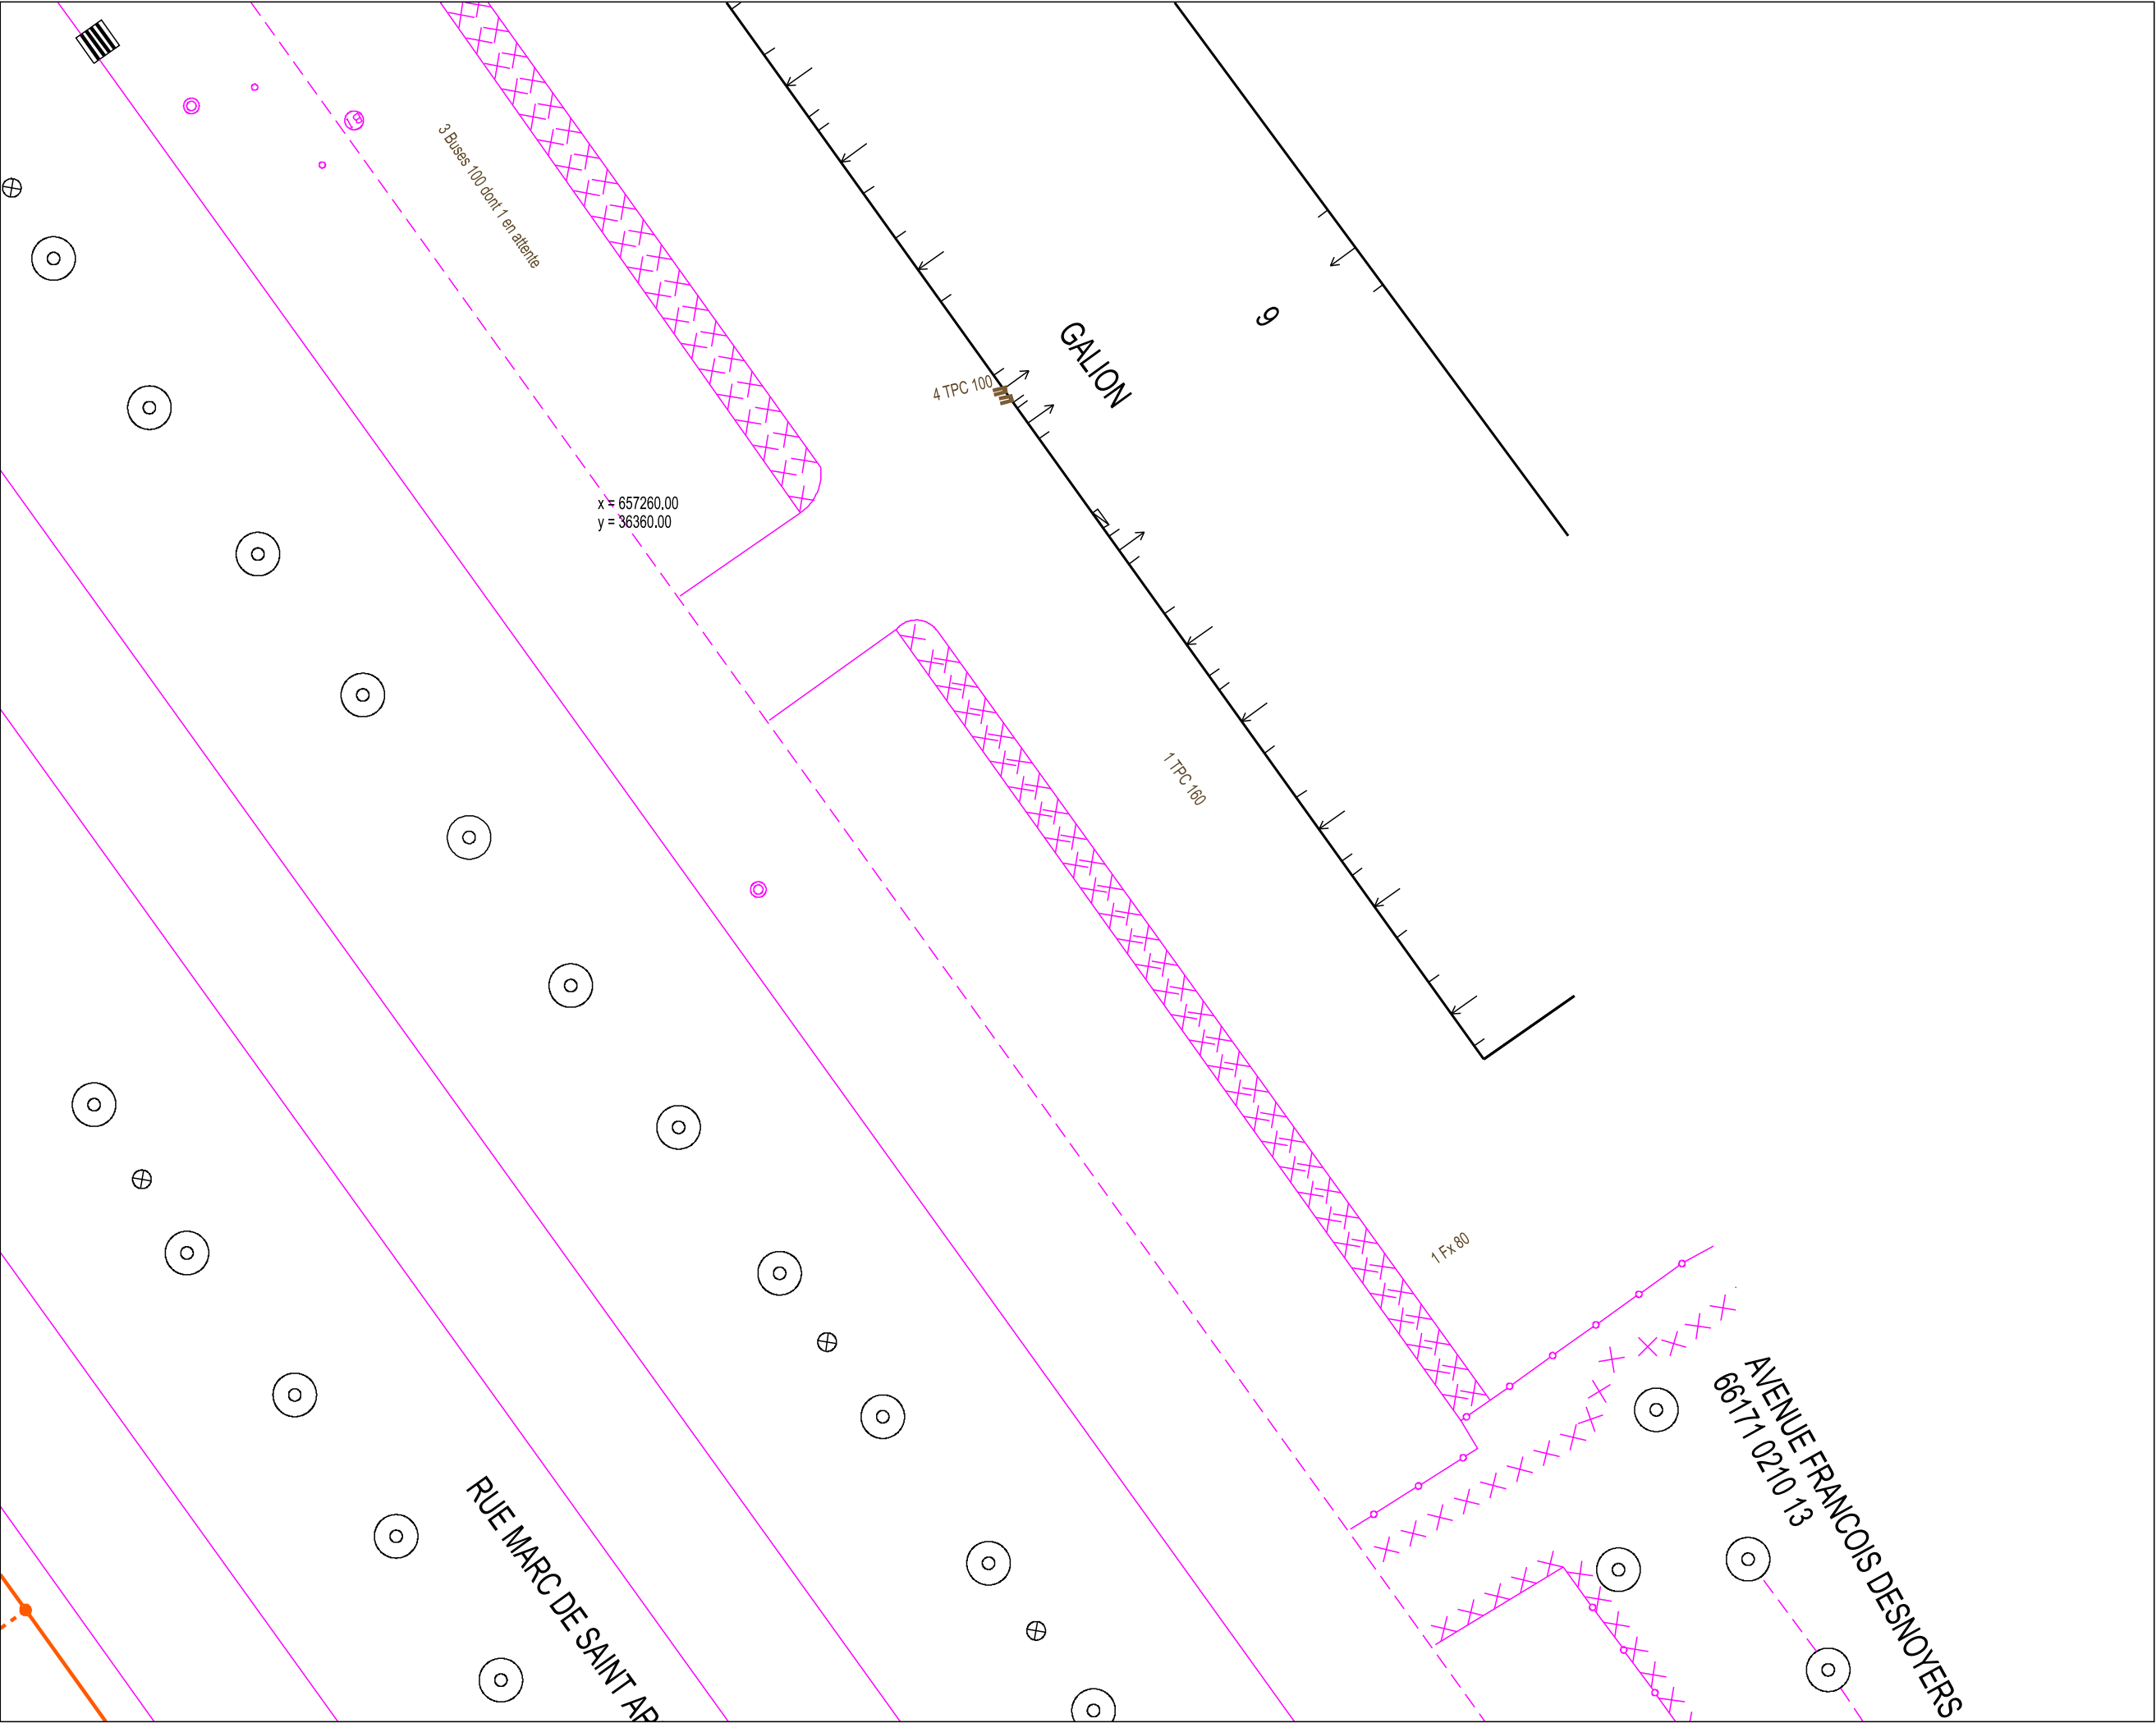 3 Buses 100 dont 1 en attente
9
GALION
4 TPC 100
x = 657260.00
y = 36360.00
1 TPC 160
1 Fx 80
AVENUE FRANCOIS DESNOYERS
66171 0210 13
RUE MARC DE SAINT AR